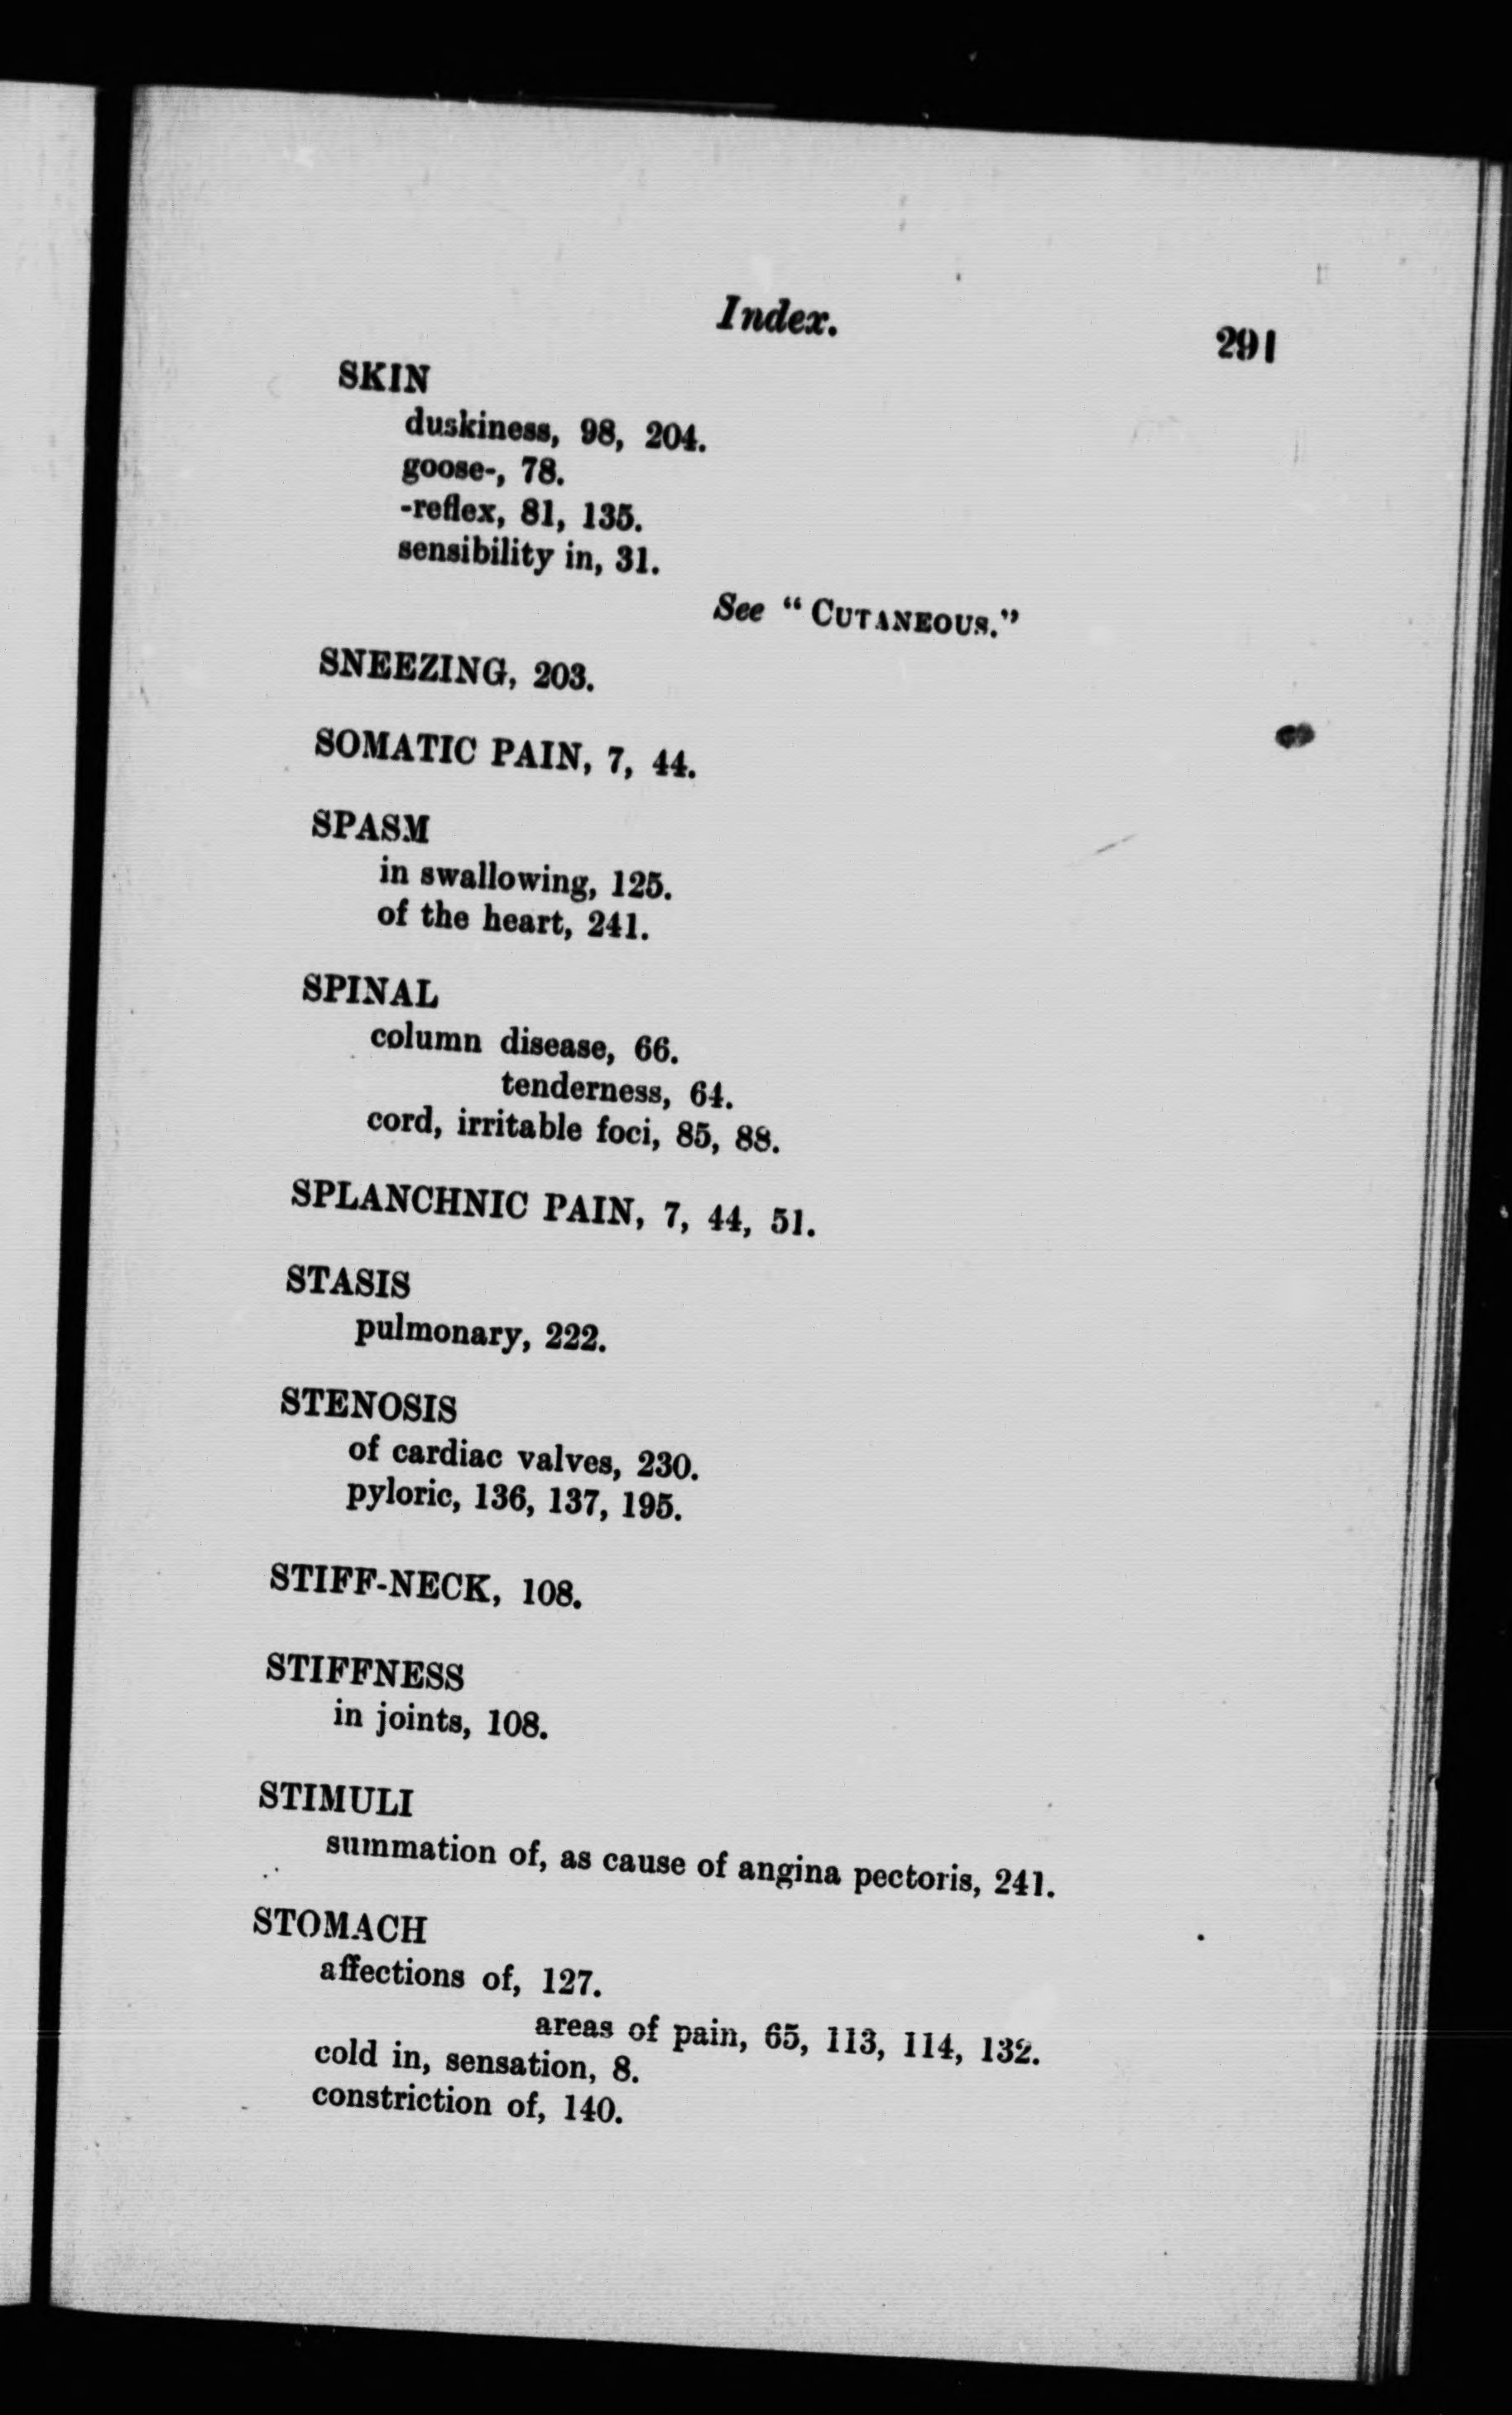 Index.
291
SKIN
duskiness, 98, 204.
goose-, 78.
-reflex, 81, 135.
sensibility in, 31.
See "CUTANEOUS."
SNEEZING, 203.
SOMATIC PAIN, 7, 44.
SPASM
in swallowing, 125.
of the heart, 241.
SPINAL
column disease, 66.
tenderness, 64.
cord, irritable foci, 85, 88.
SPLANCHNIC PAIN, 7, 44, 51.
STASIS
pulmonary, 222.
STENOSIS
of cardiac valves, 230.
pyloric, 136, 137, 195.
STIFF-NECK, 108.
STIFFNESS
in joints, 108.
STIMULI
summation of, as cause of angina pectoris, 241.
STOMACH
affections of, 127.
areas of pain, 65, 113, 114, 132.
cold in, sensation, 8.
constriction of, 140.